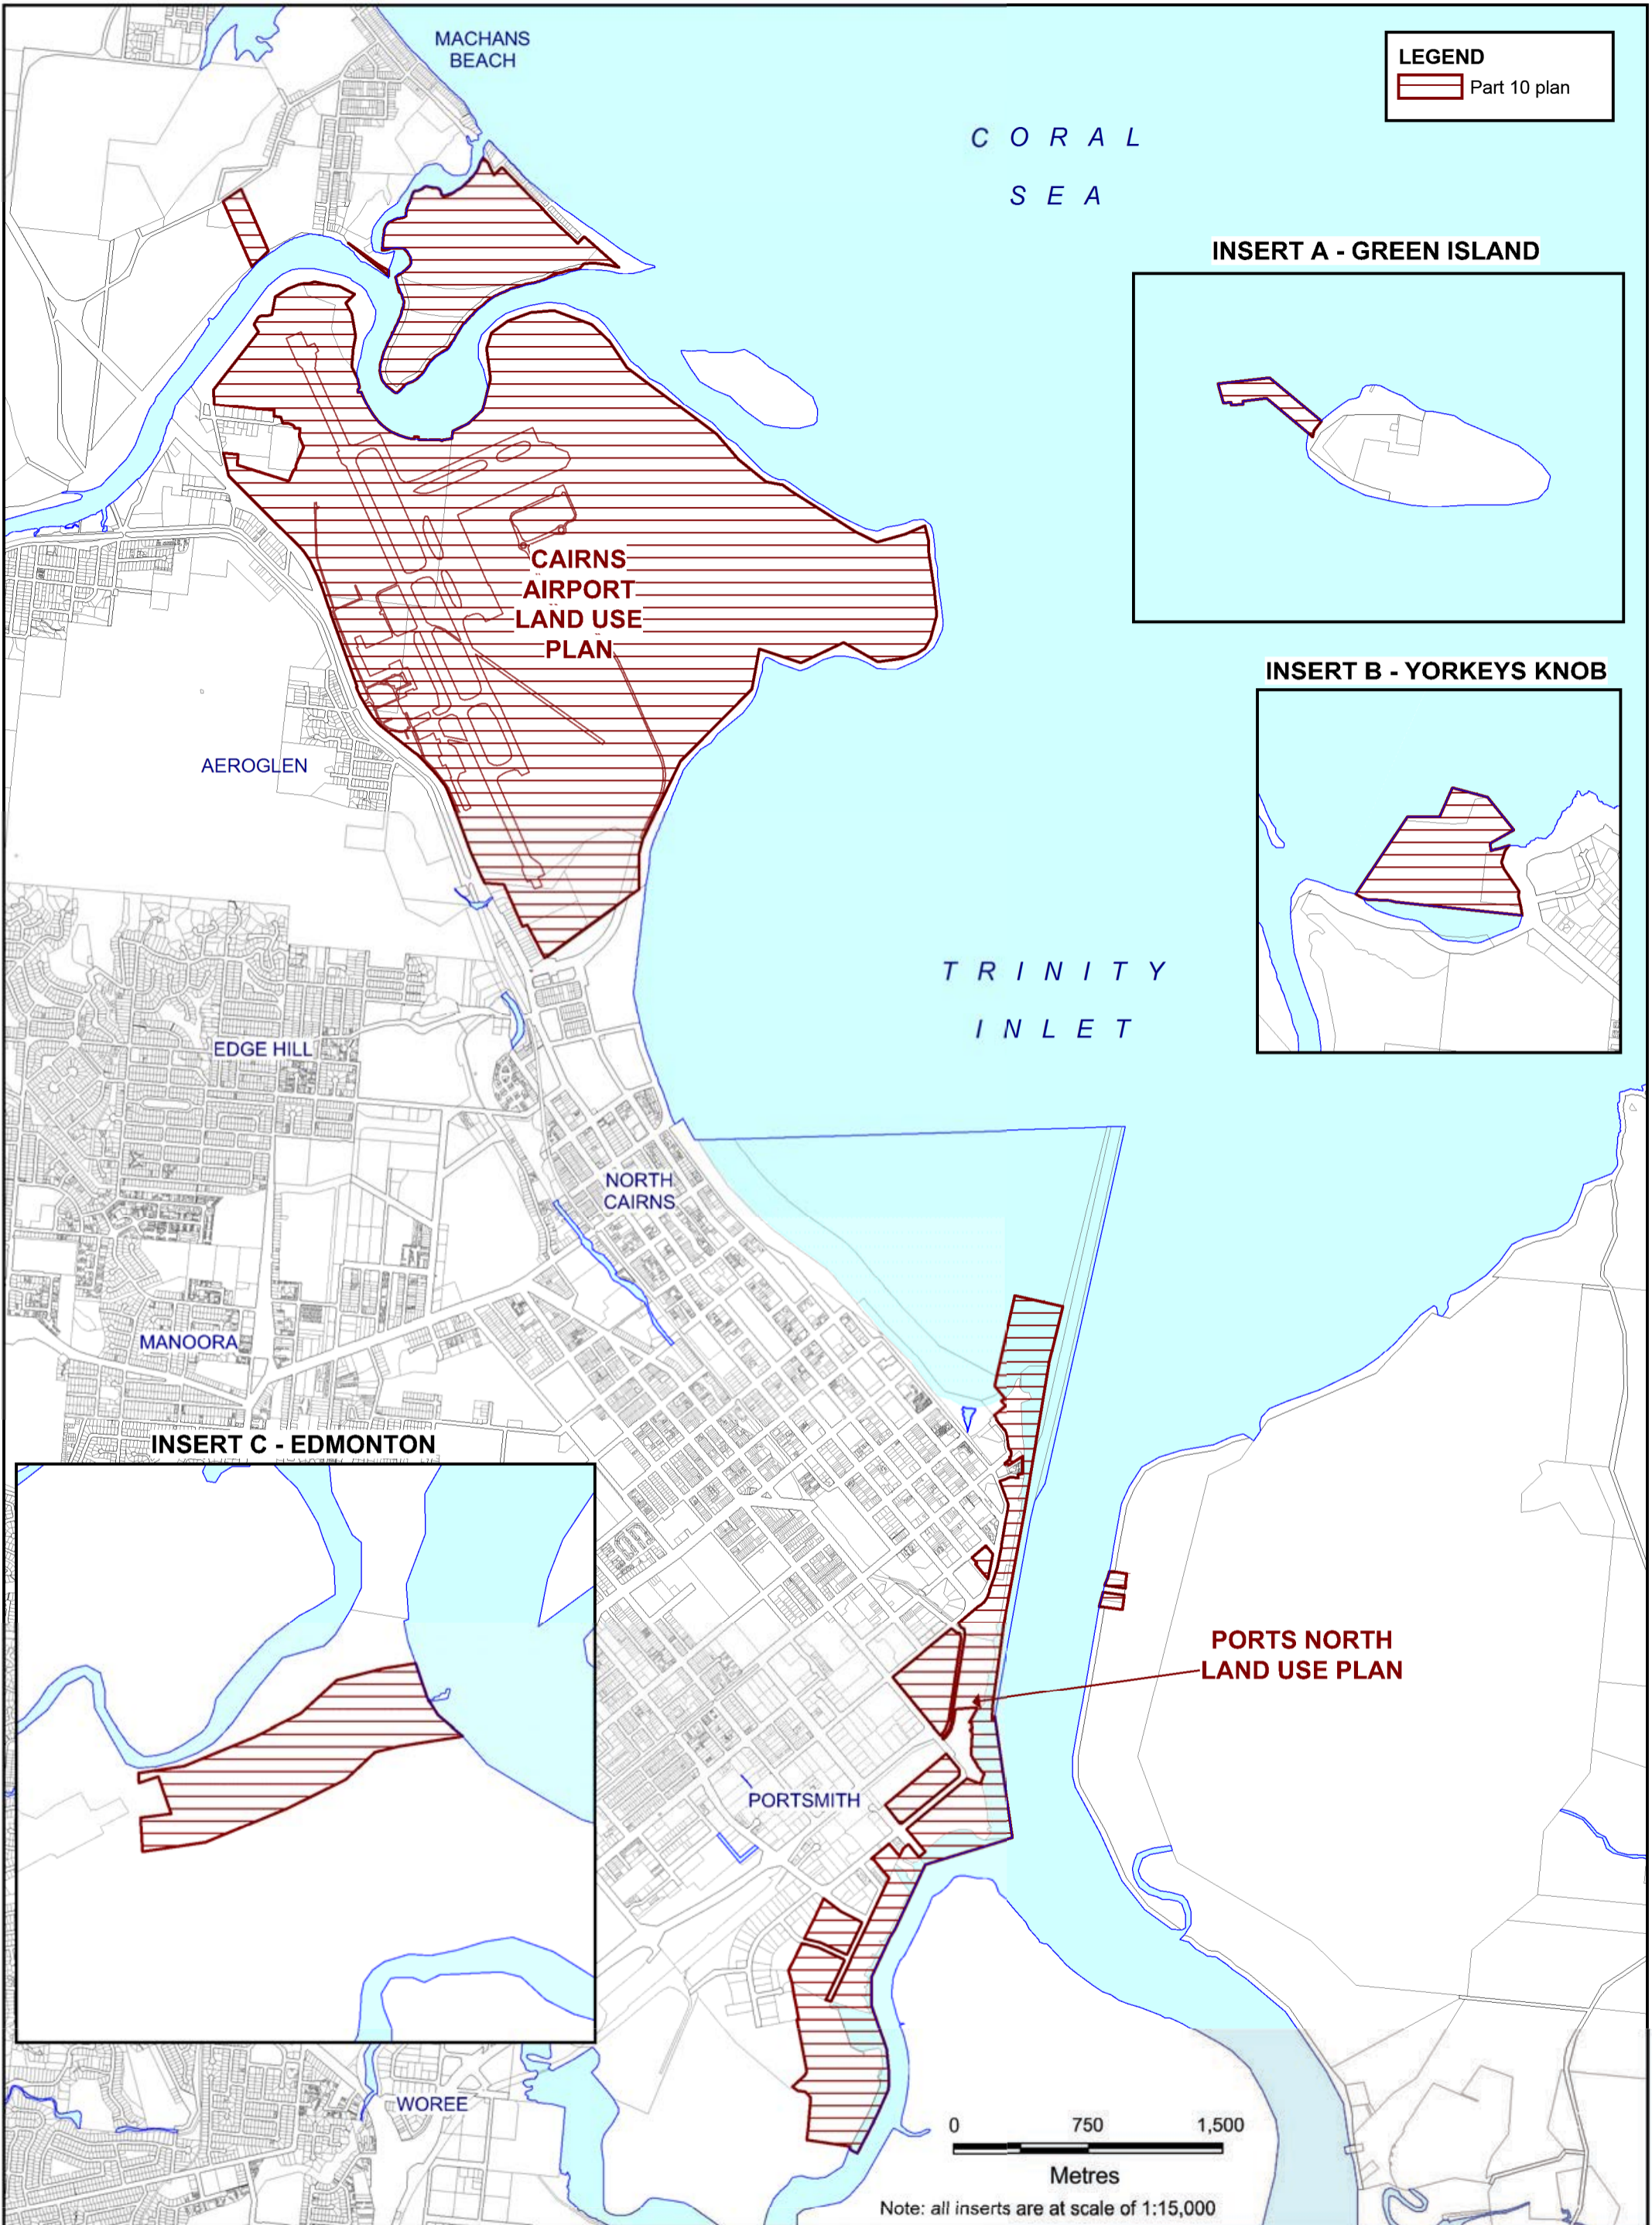 MACHANS
BEACH
LEGEND
Part 10 plan
C O R A L
S E A
INSERT A - GREEN ISLAND
CAIRNS
AIRPORT
LAND USE
PLAN
INSERT B - YORKEYS KNOB
AEROGLEN
T R I N I T Y
I N L E T
EDGE HILL
NORTH
CAIRNS
MANOORA
INSERT C - EDMONTON
PORTS NORTH
LAND USE PLAN
PORTSMITH
WOREE
0 750 1,500
Metres
Note: all inserts are at scale of 1:15,000